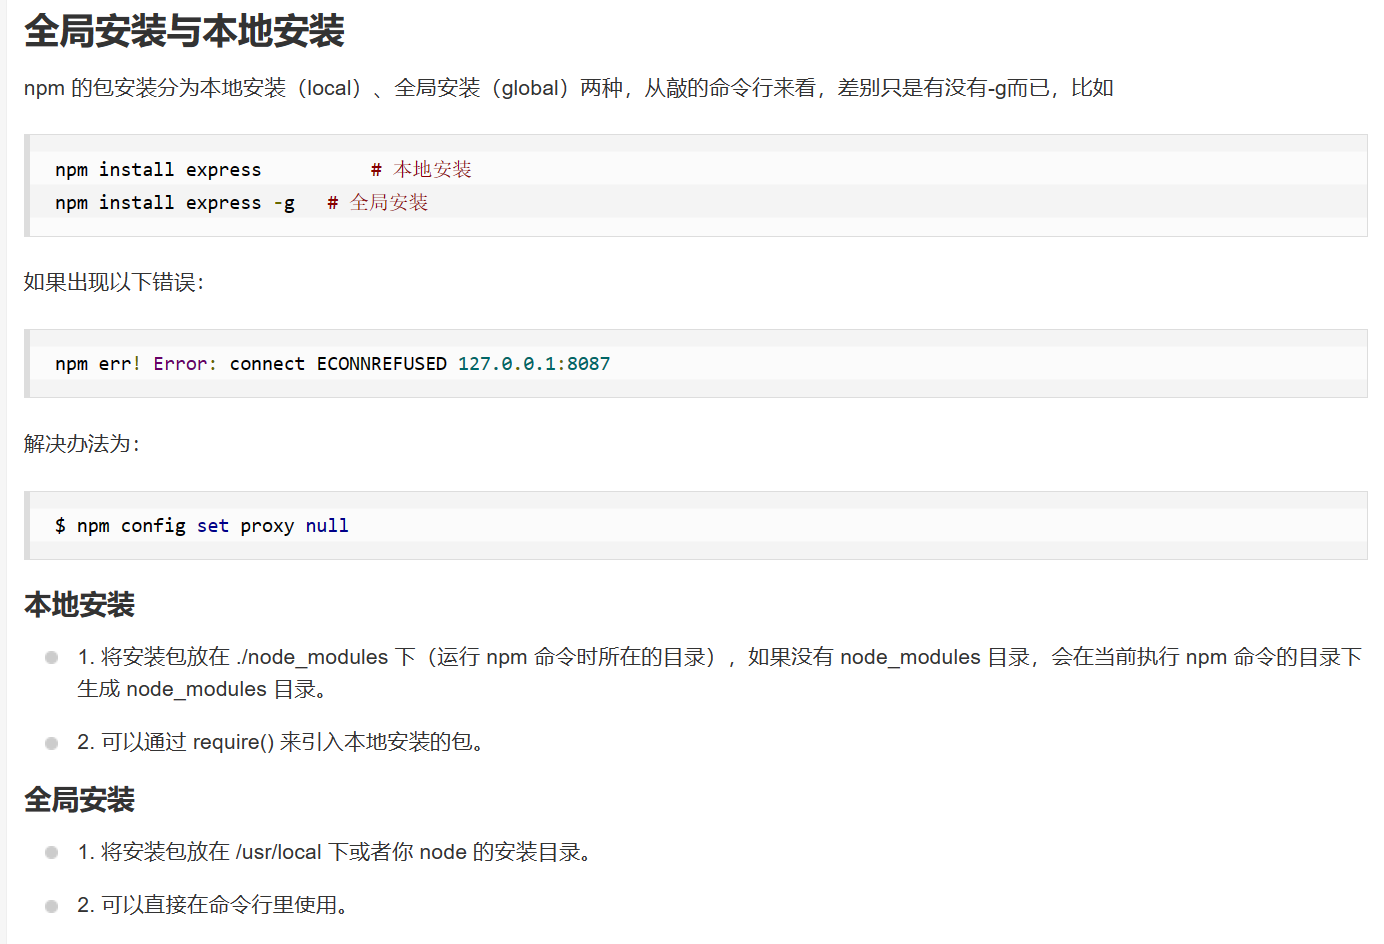 全局安装与本地安装
npm 的包安装分为本地安装（local）、全局安装（global）两种，从敲的命令行来看，差别只是有没有-g而已，比如
npm install express          # 本地安装
npm install express -g   # 全局安装
如果出现以下错误：
npm err! Error: connect ECONNREFUSED 127.0.0.1:8087
解决办法为：
$ npm config set proxy null
本地安装
1. 将安装包放在 ./node_modules 下（运行 npm 命令时所在的目录），如果没有 node_modules 目录，会在当前执行 npm 命令的目录下
生成 node_modules 目录。
2. 可以通过 require() 来引入本地安装的包。
全局安装
1. 将安装包放在 /usr/local 下或者你 node 的安装目录。
2. 可以直接在命令行里使用。